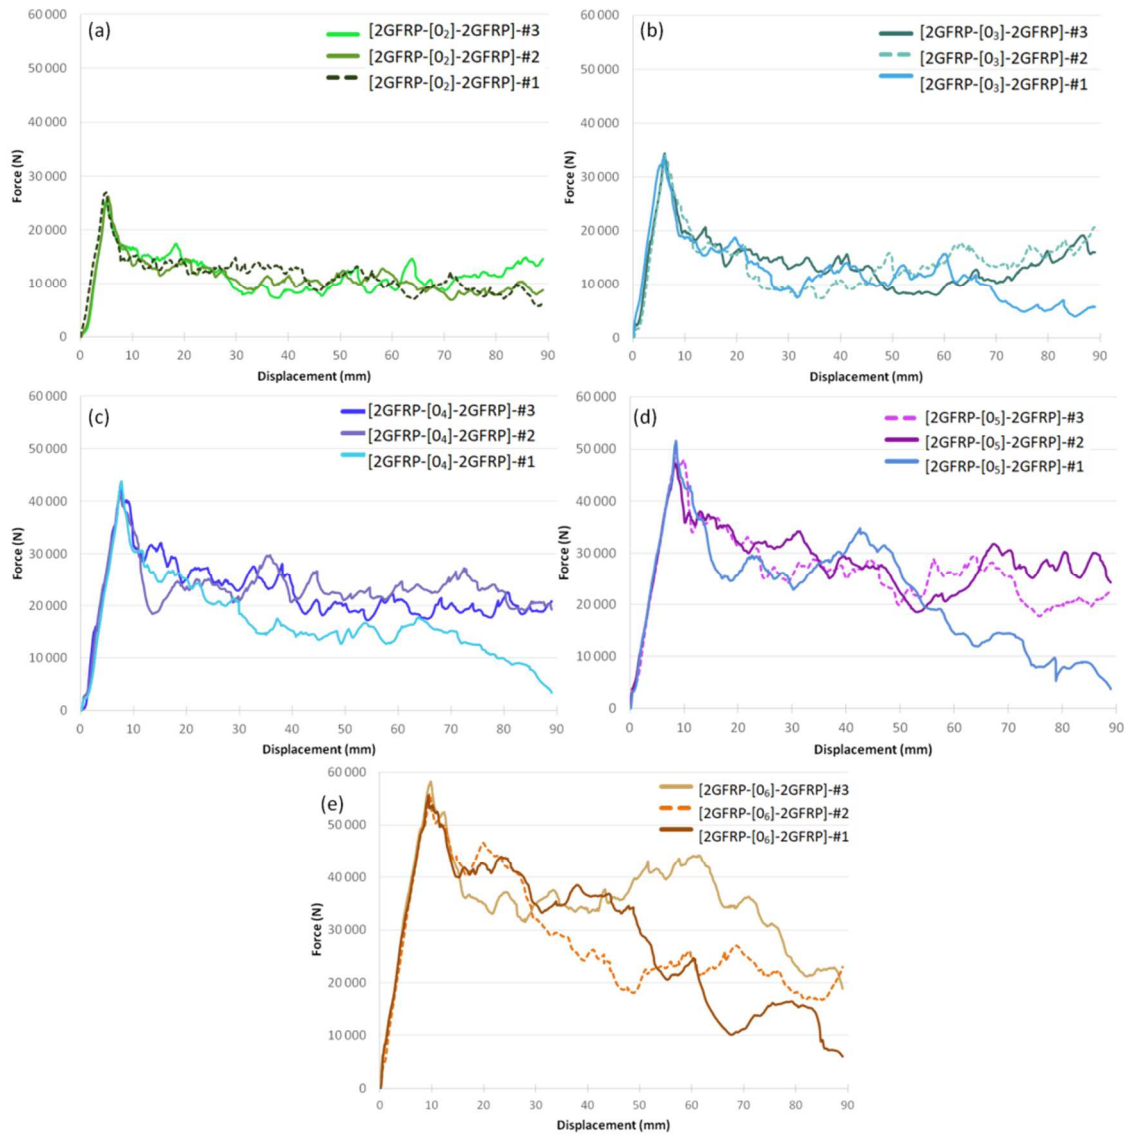 (a)
[2GFRP-[0₂]-2GFRP]-#3
[2GFRP-[0₂]-2GFRP]-#2
[2GFRP-[0₂]-2GFRP]-#1
60 000
50 000
40 000
30 000
20 000
10 000
0
Force (N)
0 10 20 30 40 50 60 70 80 90
Displacement (mm)
(b)
[2GFRP-[0₃]-2GFRP]-#3
[2GFRP-[0₃]-2GFRP]-#2
[2GFRP-[0₃]-2GFRP]-#1
60 000
50 000
40 000
30 000
20 000
10 000
0
Force (N)
0 10 20 30 40 50 60 70 80 90
Displacement (mm)
(c)
[2GFRP-[0₄]-2GFRP]-#3
[2GFRP-[0₄]-2GFRP]-#2
[2GFRP-[0₄]-2GFRP]-#1
60 000
50 000
40 000
30 000
20 000
10 000
0
Force (N)
0 10 20 30 40 50 60 70 80 90
Displacement (mm)
(d)
[2GFRP-[0₅]-2GFRP]-#3
[2GFRP-[0₅]-2GFRP]-#2
[2GFRP-[0₅]-2GFRP]-#1
60 000
50 000
40 000
30 000
20 000
10 000
0
Force (N)
0 10 20 30 40 50 60 70 80 90
Displacement (mm)
(e)
[2GFRP-[0₆]-2GFRP]-#3
[2GFRP-[0₆]-2GFRP]-#2
[2GFRP-[0₆]-2GFRP]-#1
60 000
50 000
40 000
30 000
20 000
10 000
0
Force (N)
0 10 20 30 40 50 60 70 80 90
Displacement (mm)